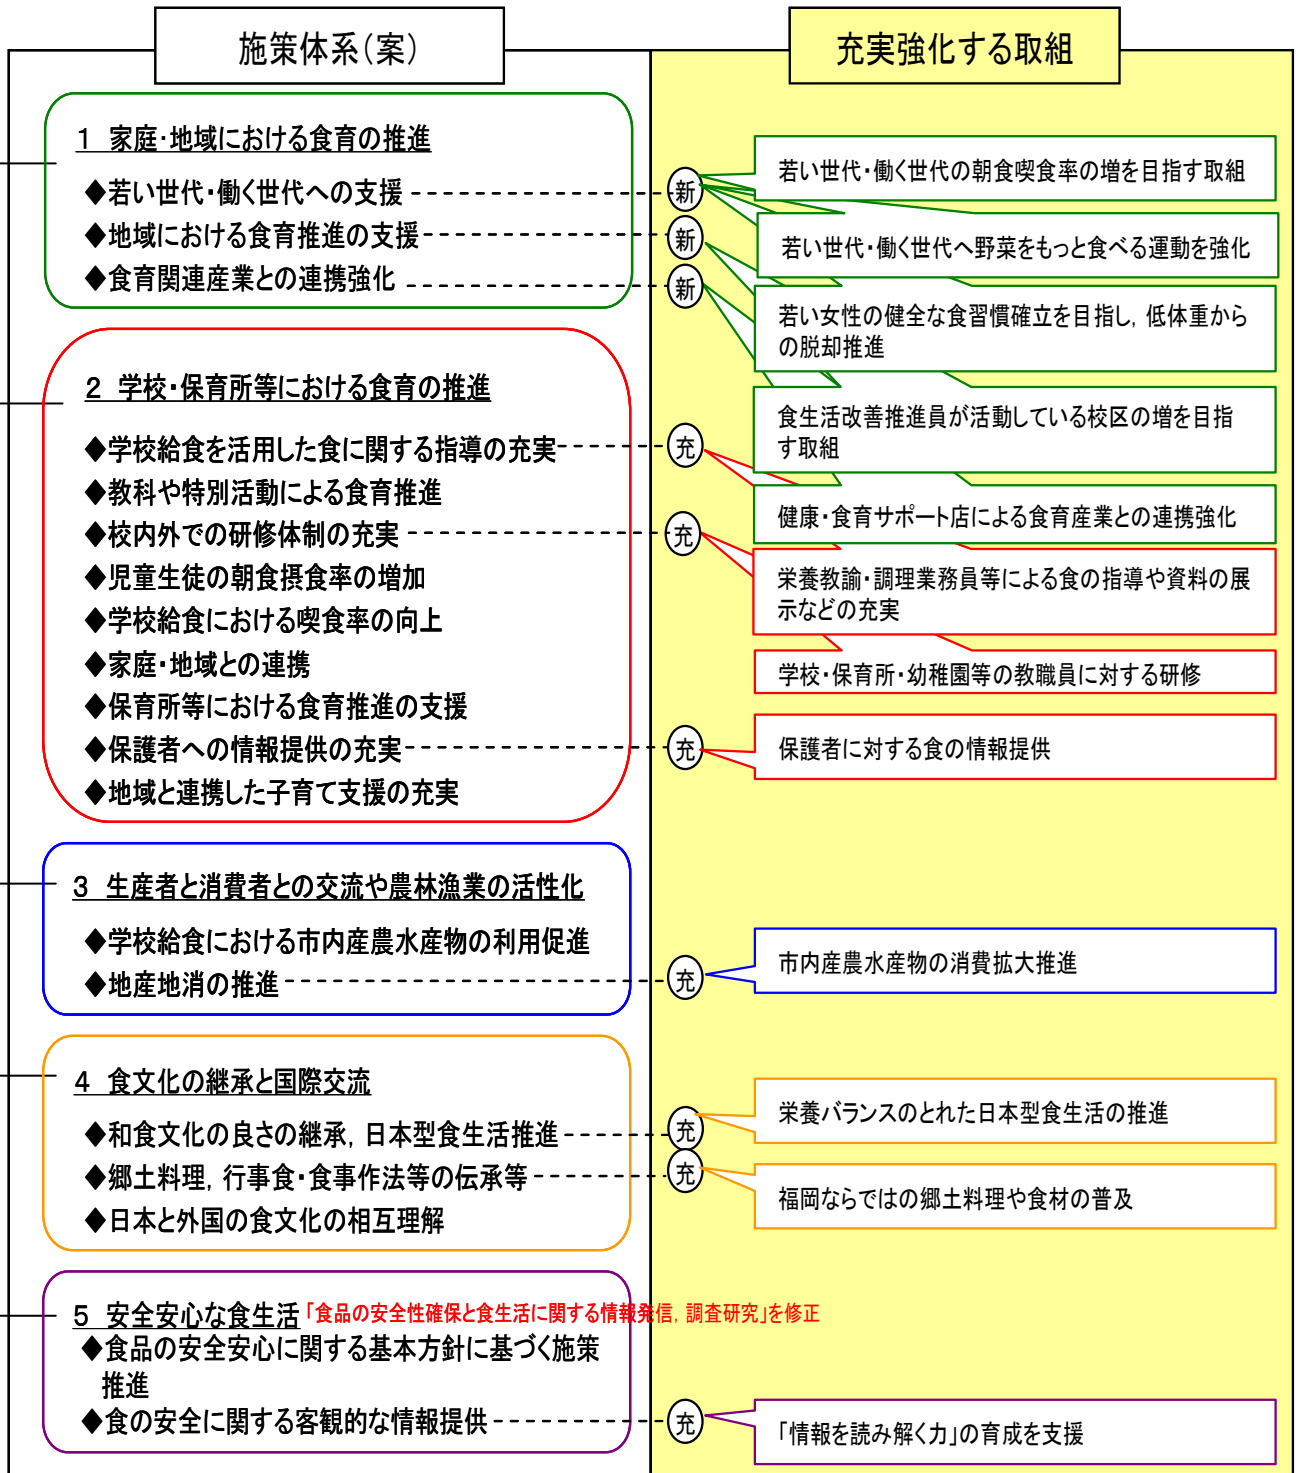 施策体系(案)
充実強化する取組
1 家庭・地域における食育の推進
◆若い世代・働く世代への支援
◆地域における食育推進の支援
◆食育関連産業との連携強化
新
新
新
若い世代・働く世代の朝食喫食率の増を目指す取組
若い世代・働く世代へ野菜をもっと食べる運動を強化
若い女性の健全な食習慣確立を目指し, 低体重から
の脱却推進
食生活改善推進員が活動している校区の増を目指
す取組
健康・食育サポート店による食育産業との連携強化
2 学校・保育所等における食育の推進
◆学校給食を活用した食に関する指導の充実
◆教科や特別活動による食育推進
◆校内外での研修体制の充実
◆児童生徒の朝食摂食率の増加
◆学校給食における喫食率の向上
◆家庭・地域との連携
◆保育所等における食育推進の支援
◆保護者への情報提供の充実
◆地域と連携した子育て支援の充実
充
充
充
栄養教諭・調理業務員等による食の指導や資料の展
示などの充実
学校・保育所・幼稚園等の教職員に対する研修
保護者に対する食の情報提供
3 生産者と消費者との交流や農林漁業の活性化
◆学校給食における市内産農水産物の利用促進
◆地産地消の推進
充
市内産農水産物の消費拡大推進
4 食文化の継承と国際交流
◆和食文化の良さの継承, 日本型食生活推進
◆郷土料理, 行事食・食事作法等の伝承等
◆日本と外国の食文化の相互理解
充
充
栄養バランスのとれた日本型食生活の推進
福岡ならではの郷土料理や食材の普及
5 安全安心な食生活「食品の安全性確保と食生活に関する情報発信, 調査研究」を修正
◆食品の安全安心に関する基本方針に基づく施策
推進
◆食の安全に関する客観的な情報提供
充
「情報を読み解く力」の育成を支援